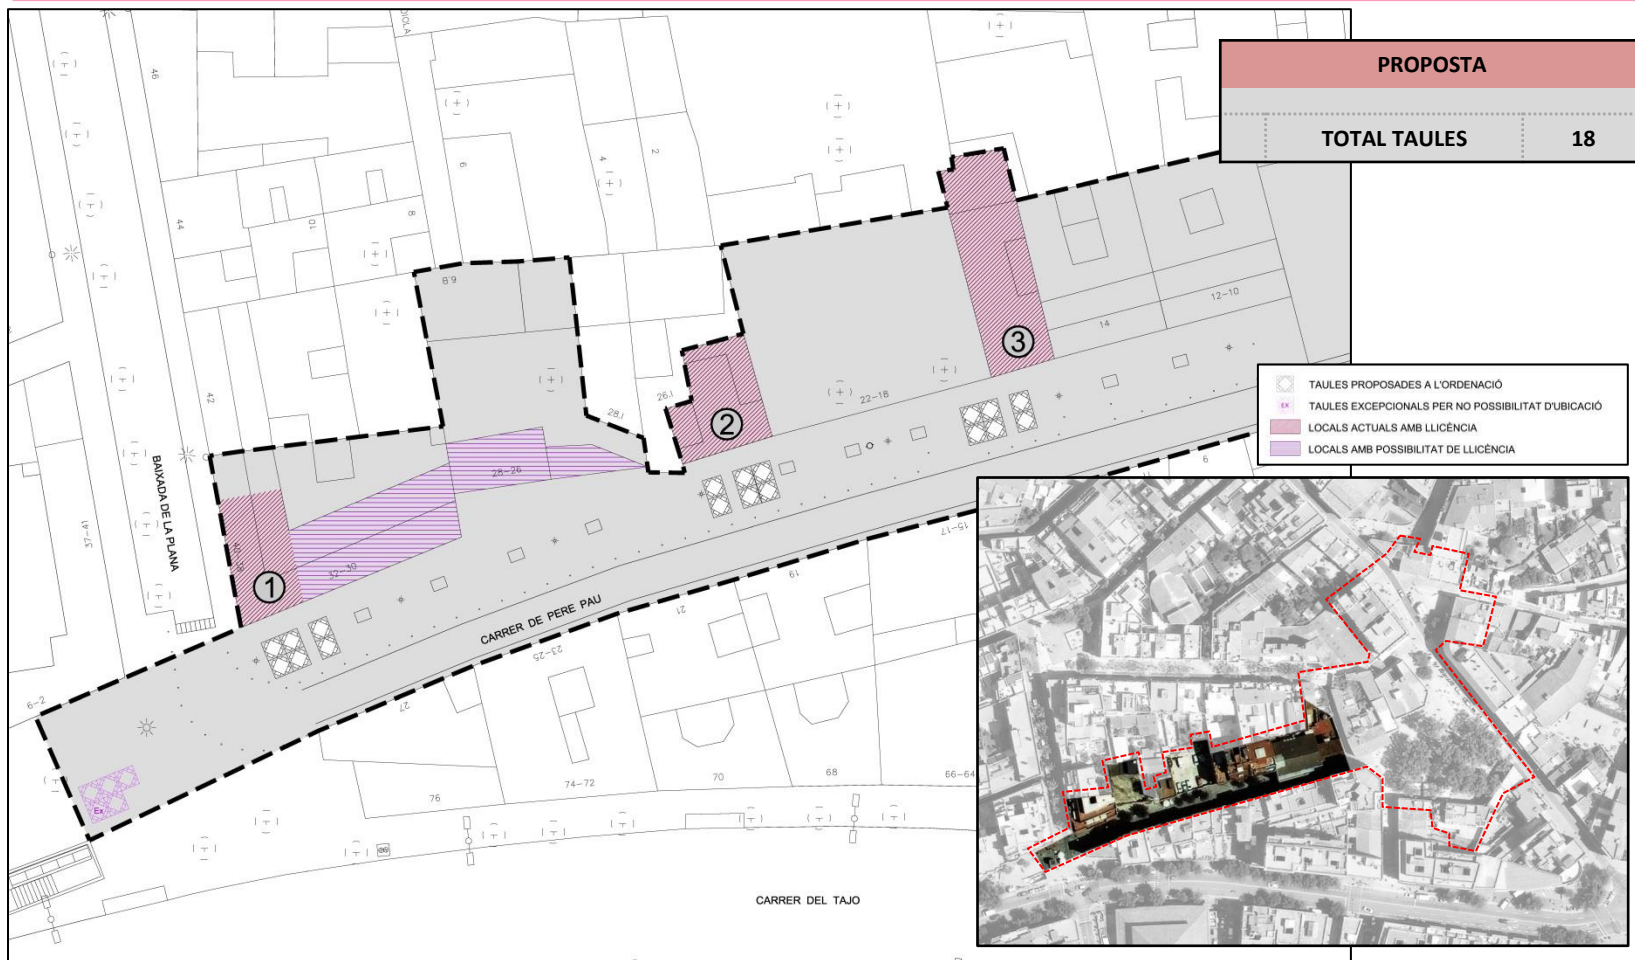 PROPOSTA
TOTAL TAULES 18
TAULES PROPOSADES A L'ORDENACIÓ
EX TAULES EXCEPCIONALS PER NO POSSIBILITAT D'UBICACIÓ
LOCALS ACTUALS AMB LLICÈNCIA
LOCALS AMB POSSIBILITAT DE LLICÈNCIA
46
44
42
10
8
6
4
2
6.B
37-41
BAIXADA DE LA PLANA
28-26
32-30
28.I
26.I
22-18
14
12-10
1
2
3
6-2
Ex
CARRER DE PERE PAU
27
23-25
21
19
15-17
9
76
74-72
70
68
66-64
CARRER DEL TAJO